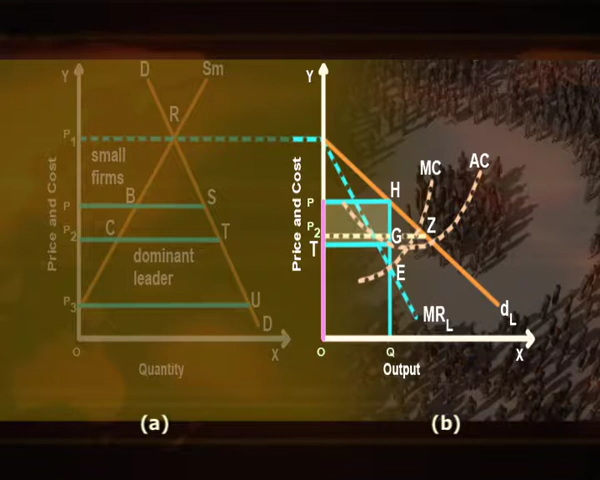 Y
D
Sm
R
P1
small
firms
B
P
S
C
P2
T
dominant
leader
P3
U
D
O
X
Price and Cost
Quantity
(a)
Y
MC
AC
H
P
P2
G
Z
T
E
MRL
dL
O
Q
X
Price and Cost
Output
(b)